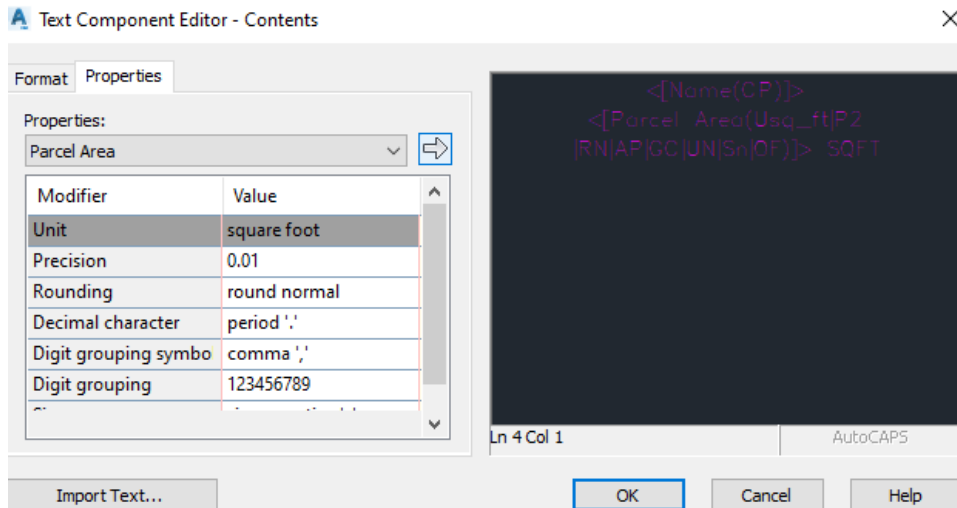 Text Component Editor - Contents
Format Properties
Properties:
Parcel Area
Modifier Value
Unit square foot
Precision 0.01
Rounding round normal
Decimal character period '.'
Digit grouping symbo comma ','
Digit grouping 123456789
<[Name(CP)]>
<[Parcel Area(Usq_ft|P2
|RN|AP|GC|UN|Sn|OF)]> SQFT
Ln 4 Col 1 AutoCAPS
Import Text... OK Cancel Help